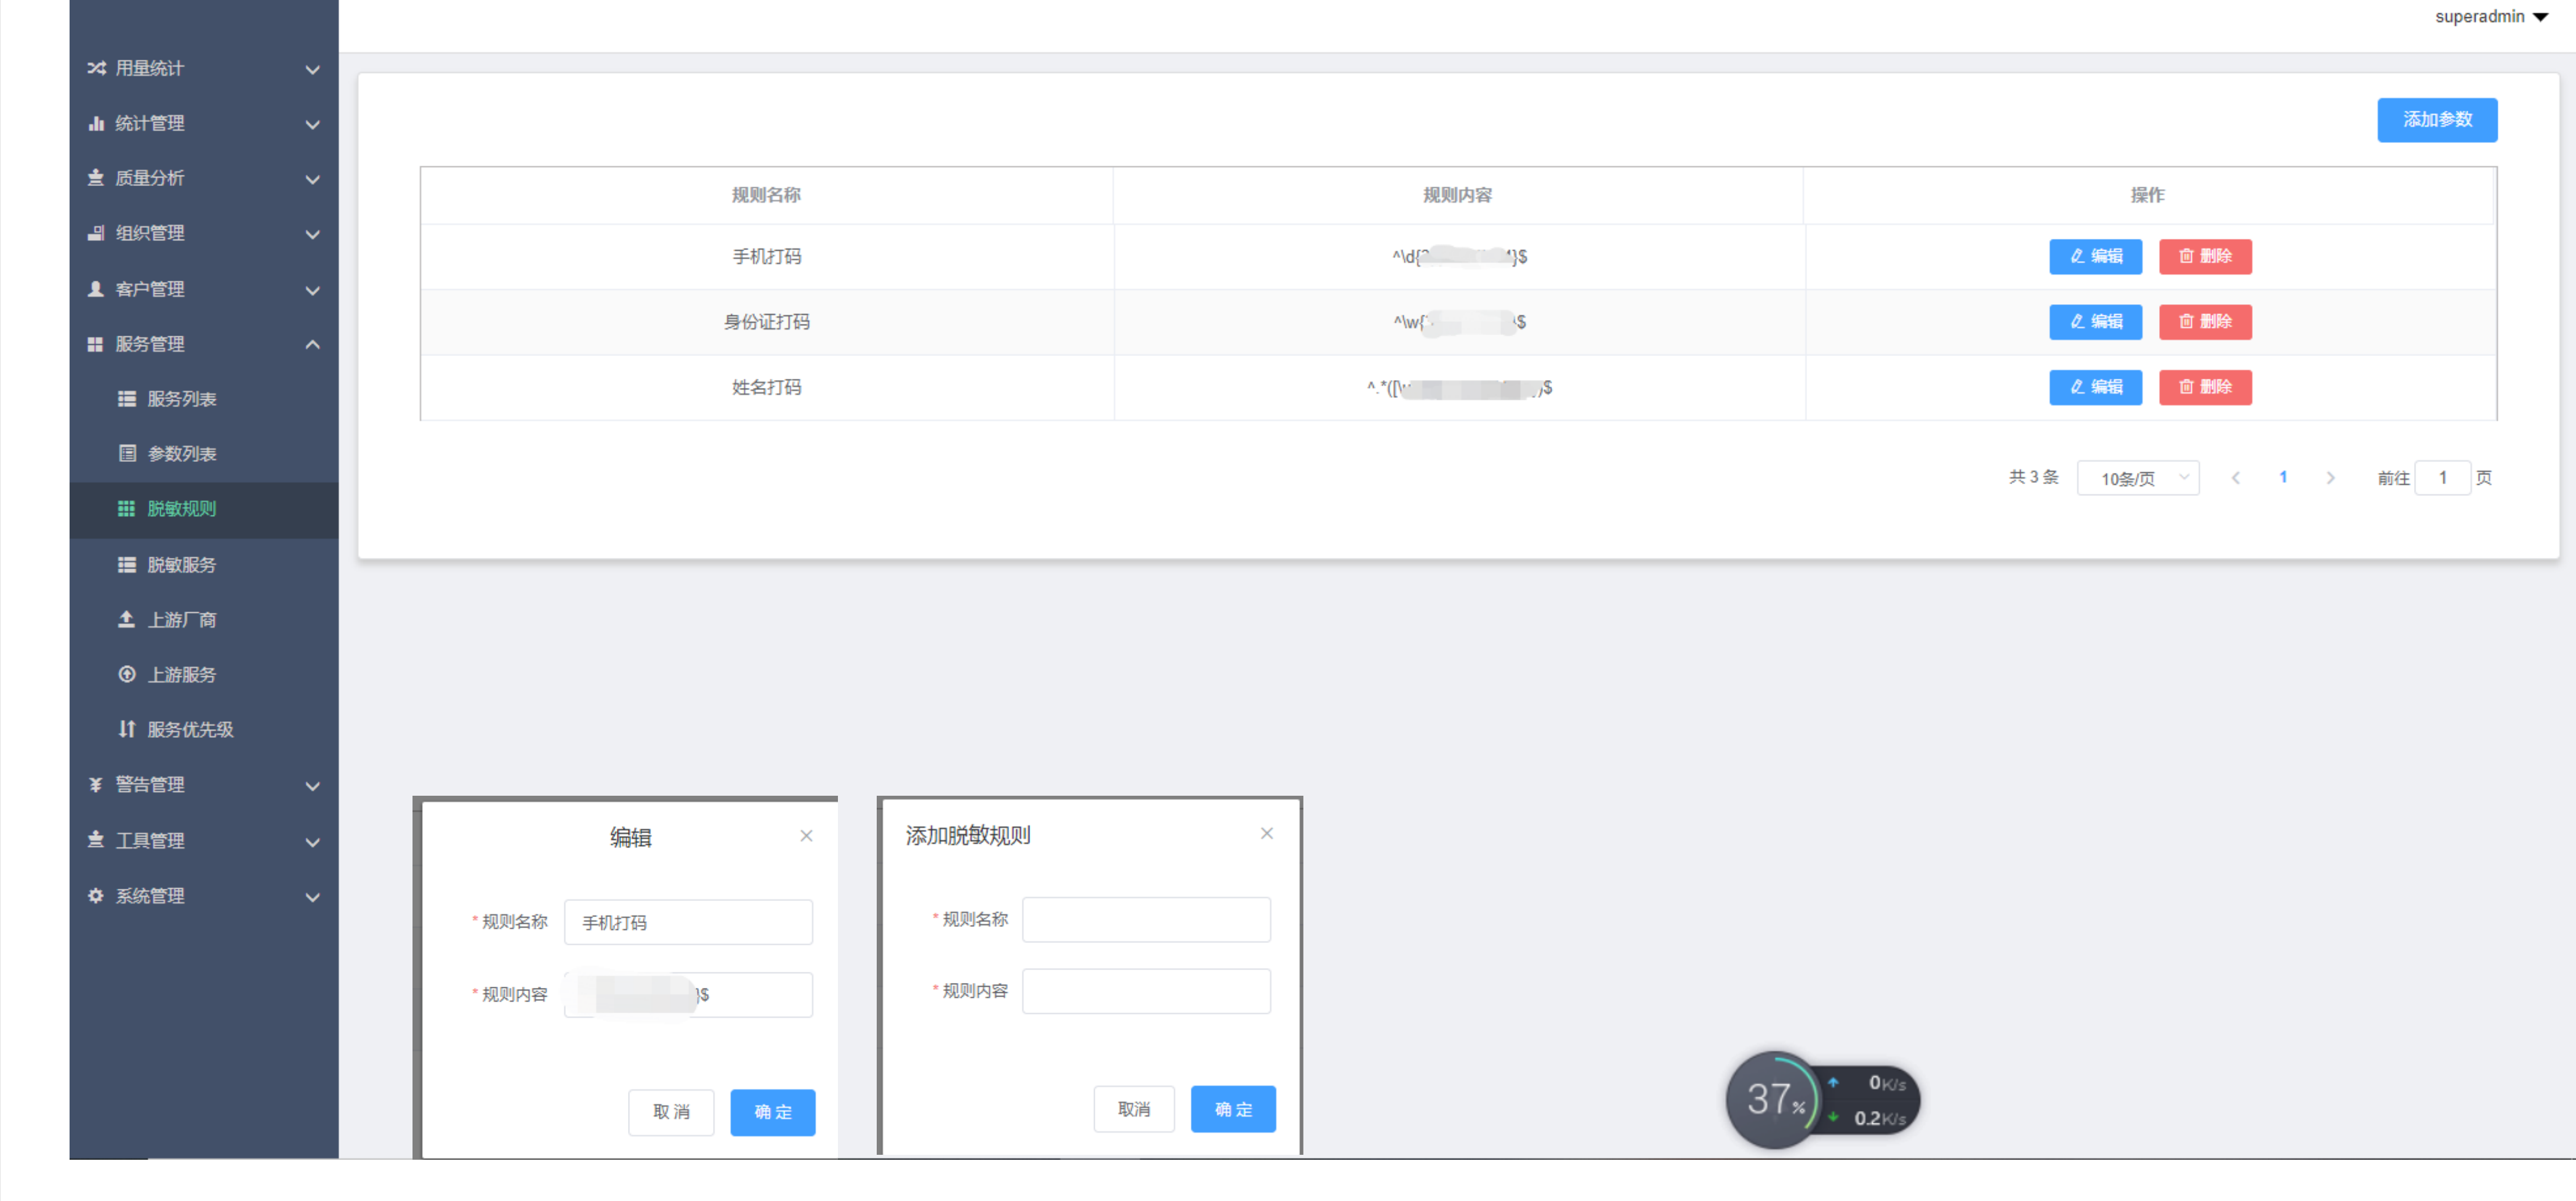 superadmin
用量统计
统计管理
质量分析
组织管理
客户管理
服务管理
服务列表
参数列表
脱敏规则
脱敏服务
上游厂商
上游服务
服务优先级
警告管理
工具管理
系统管理
添加参数
规则名称 规则内容 操作
手机打码 ^\d{ }$ 编辑 删除
身份证打码 ^\w{ $ 编辑 删除
姓名打码 ^.*([\ )$ 编辑 删除
共 3 条 10条/页 1 前往 1 页
编辑
* 规则名称 手机打码
* 规则内容 }$
取 消 确 定
添加脱敏规则
* 规则名称
* 规则内容
取消 确 定
37% 0K/s
0.2K/s